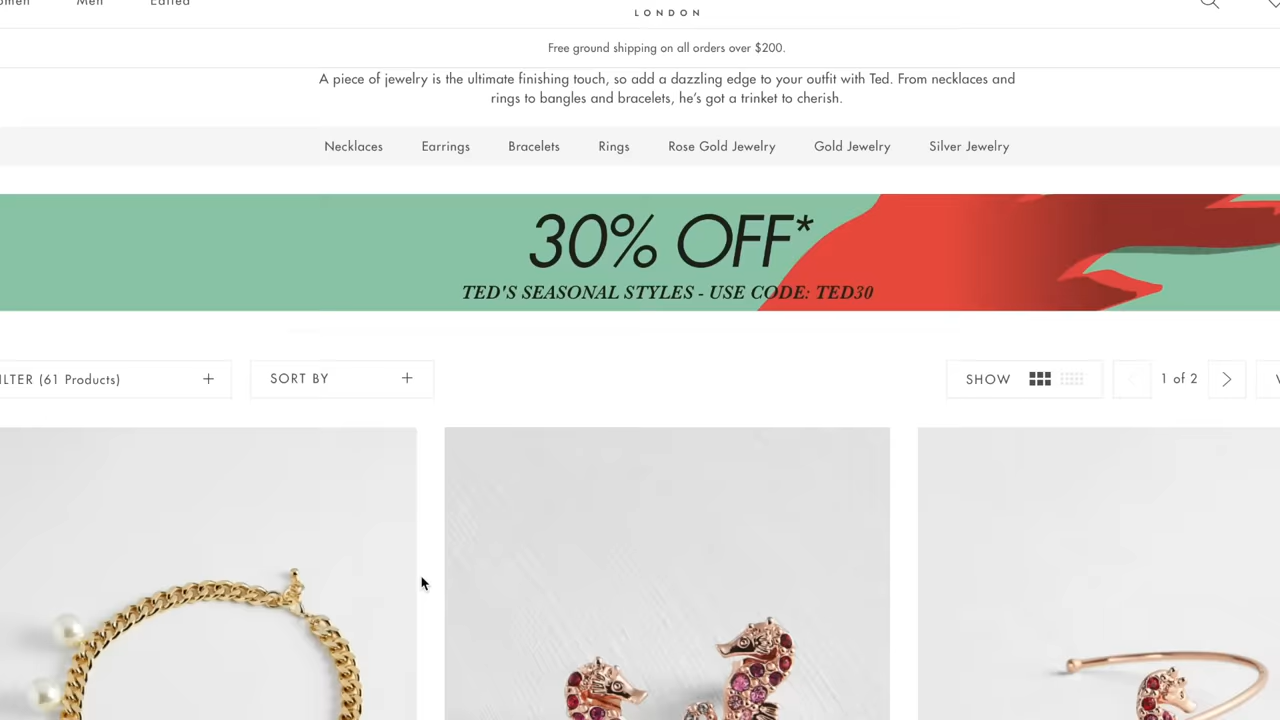 Men
Edited
LONDON
Free ground shipping on all orders over $200.
A piece of jewelry is the ultimate finishing touch, so add a dazzling edge to your outfit with Ted. From necklaces and
rings to bangles and bracelets, he's got a trinket to cherish.
Necklaces Earrings Bracelets Rings Rose Gold Jewelry Gold Jewelry Silver Jewelry
30% OFF*
TED'S SEASONAL STYLES - USE CODE: TED30
(61 Products) +
SORT BY +
SHOW
1 of 2